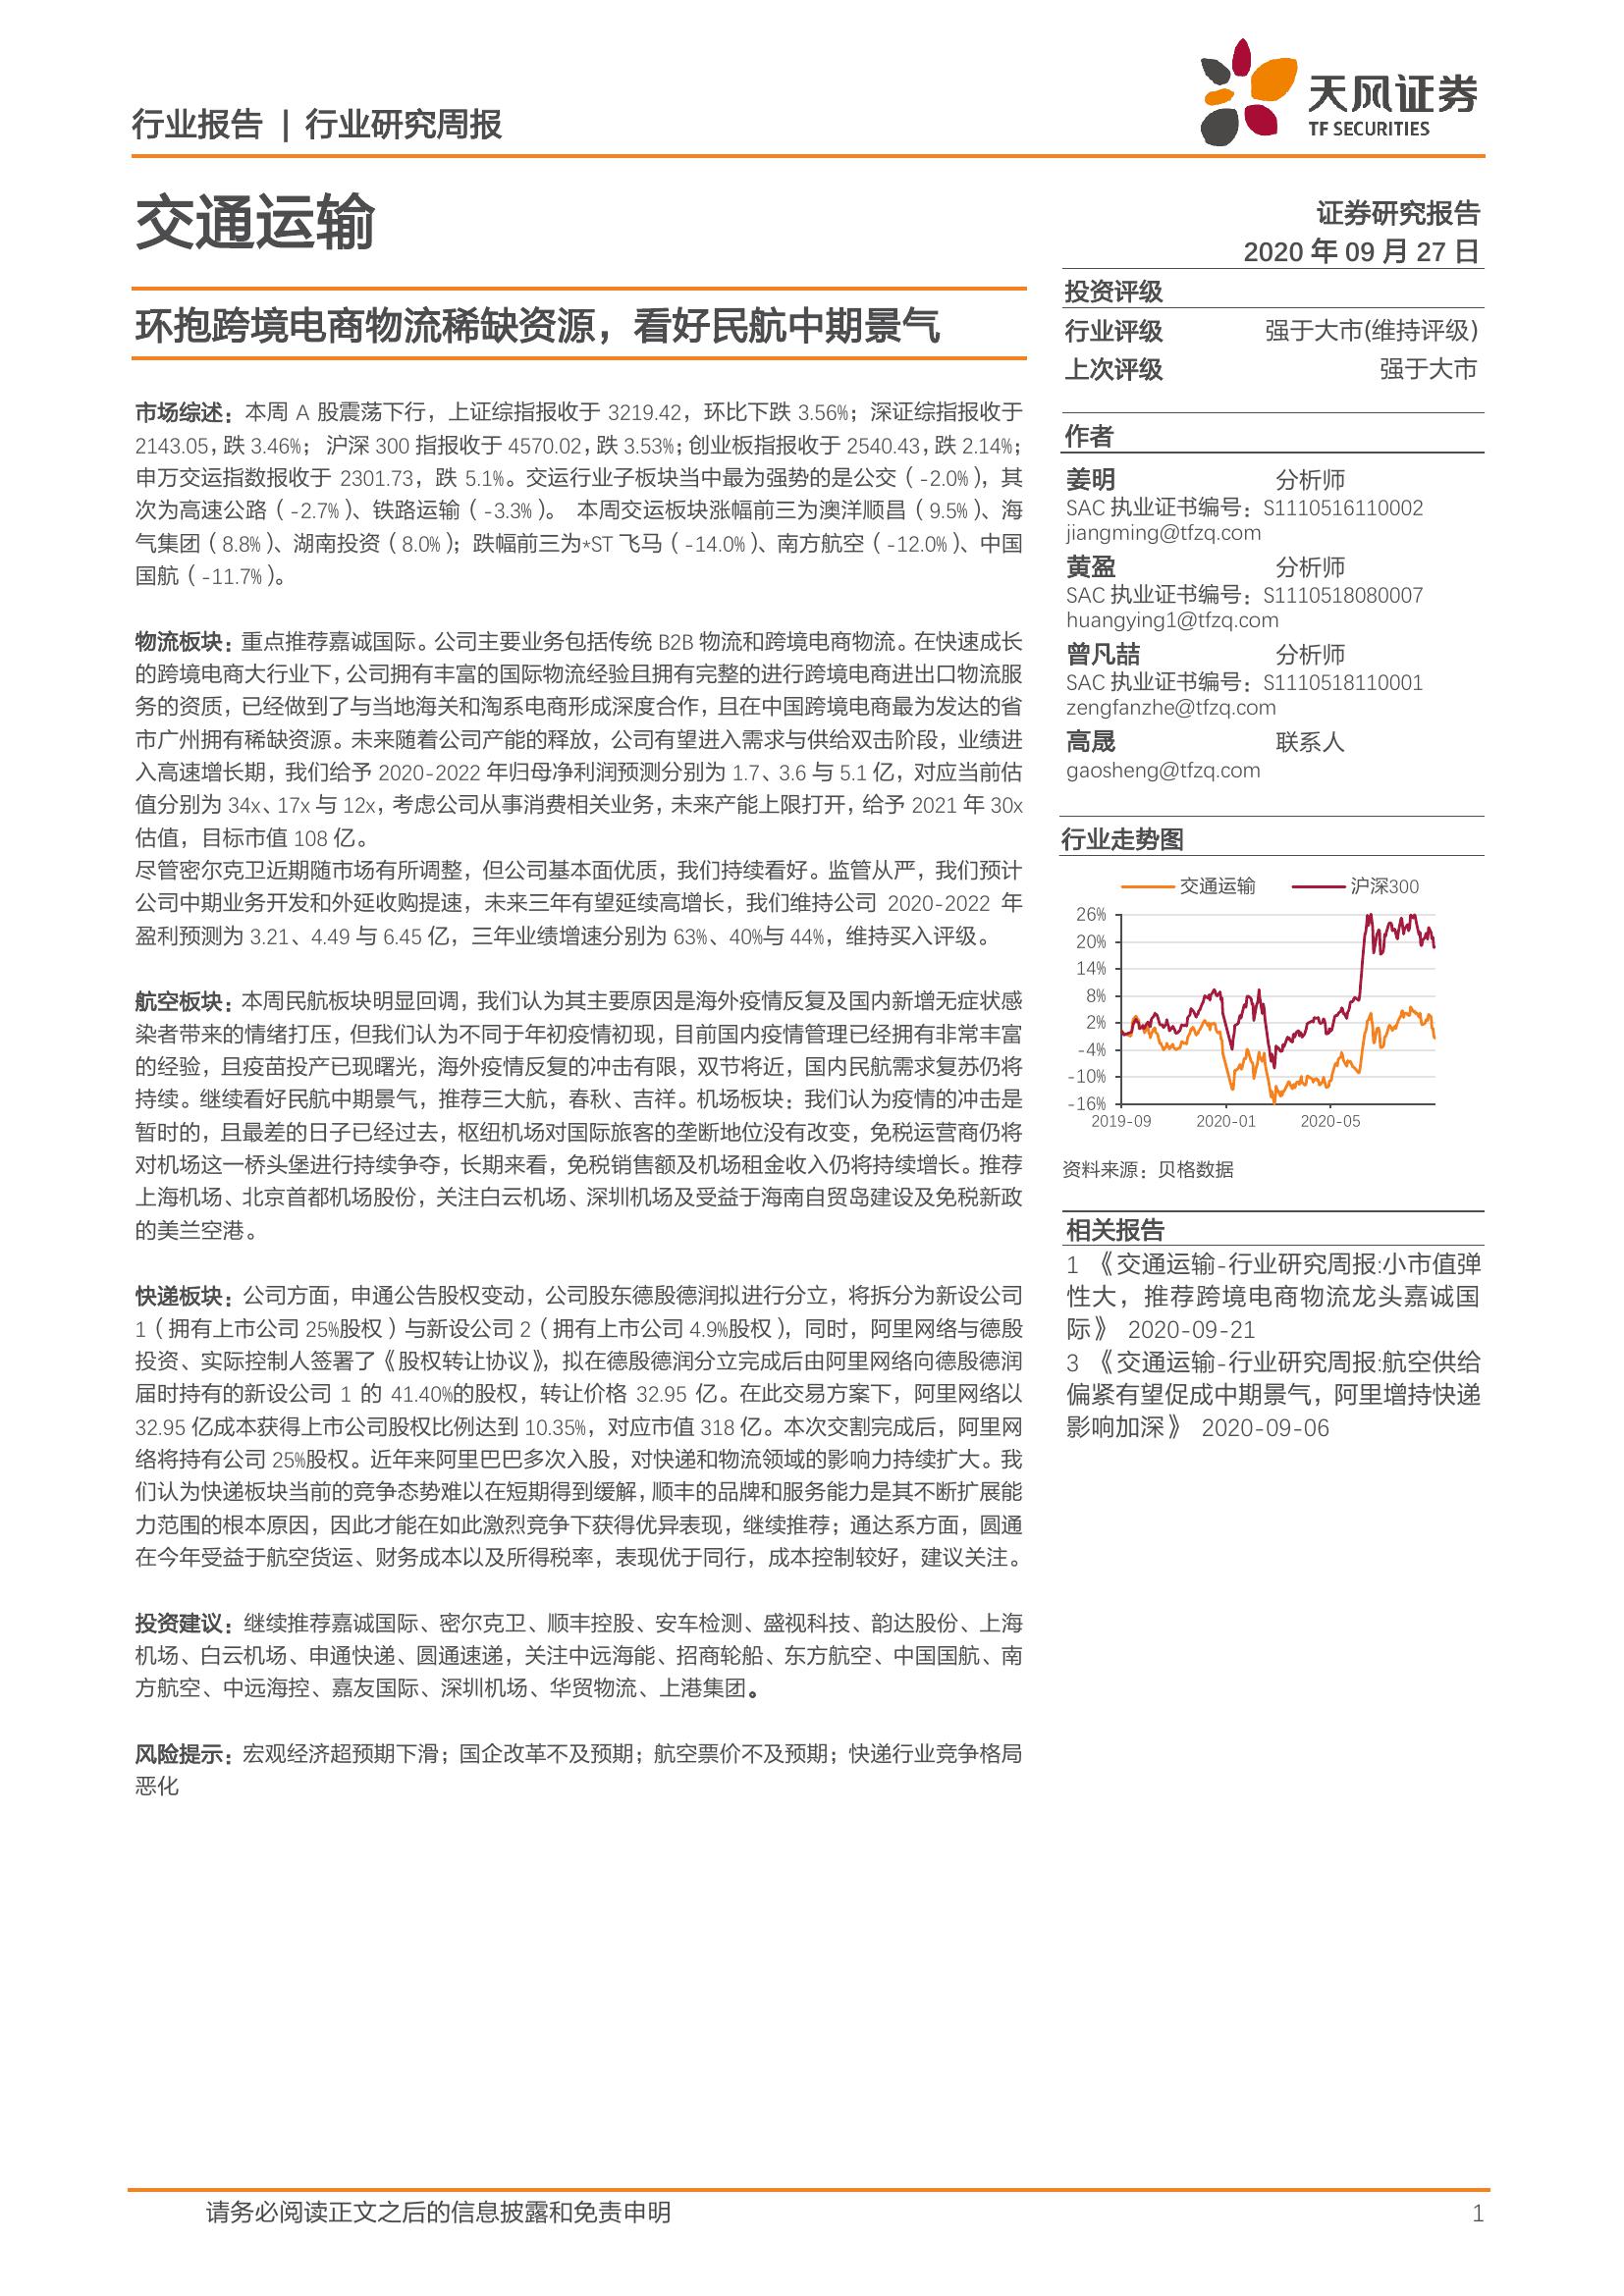 行业报告 | 行业研究周报
天风证券
TF SECURITIES
交通运输
证券研究报告
2020 年 09 月 27 日
环抱跨境电商物流稀缺资源，看好民航中期景气
市场综述：本周 A 股震荡下行，上证综指报收于 3219.42，环比下跌 3.56%；深证综指报收于
2143.05，跌 3.46%； 沪深 300 指报收于 4570.02，跌 3.53%；创业板指报收于 2540.43，跌 2.14%；
申万交运指数报收于 2301.73，跌 5.1%。交运行业子板块当中最为强势的是公交（-2.0%），其
次为高速公路（-2.7%）、铁路运输（-3.3%）。 本周交运板块涨幅前三为澳洋顺昌（9.5%）、海
气集团（8.8%）、湖南投资（8.0%）；跌幅前三为*ST 飞马（-14.0%）、南方航空（-12.0%）、中国
国航（-11.7%）。
物流板块：重点推荐嘉诚国际。公司主要业务包括传统 B2B 物流和跨境电商物流。在快速成长
的跨境电商大行业下，公司拥有丰富的国际物流经验且拥有完整的进行跨境电商进出口物流服
务的资质，已经做到了与当地海关和淘系电商形成深度合作，且在中国跨境电商最为发达的省
市广州拥有稀缺资源。未来随着公司产能的释放，公司有望进入需求与供给双击阶段，业绩进
入高速增长期，我们给予 2020-2022 年归母净利润预测分别为 1.7、3.6 与 5.1 亿，对应当前估
值分别为 34x、17x 与 12x，考虑公司从事消费相关业务，未来产能上限打开，给予 2021 年 30x
估值，目标市值 108 亿。
尽管密尔克卫近期随市场有所调整，但公司基本面优质，我们持续看好。监管从严，我们预计
公司中期业务开发和外延收购提速，未来三年有望延续高增长，我们维持公司 2020-2022 年
盈利预测为 3.21、4.49 与 6.45 亿，三年业绩增速分别为 63%、40%与 44%，维持买入评级。
航空板块：本周民航板块明显回调，我们认为其主要原因是海外疫情反复及国内新增无症状感
染者带来的情绪打压，但我们认为不同于年初疫情初现，目前国内疫情管理已经拥有非常丰富
的经验，且疫苗投产已现曙光，海外疫情反复的冲击有限，双节将近，国内民航需求复苏仍将
持续。继续看好民航中期景气，推荐三大航，春秋、吉祥。机场板块：我们认为疫情的冲击是
暂时的，且最差的日子已经过去，枢纽机场对国际旅客的垄断地位没有改变，免税运营商仍将
对机场这一桥头堡进行持续争夺，长期来看，免税销售额及机场租金收入仍将持续增长。推荐
上海机场、北京首都机场股份，关注白云机场、深圳机场及受益于海南自贸岛建设及免税新政
的美兰空港。
快递板块：公司方面，申通公告股权变动，公司股东德殷德润拟进行分立，将拆分为新设公司
1（拥有上市公司 25%股权）与新设公司 2（拥有上市公司 4.9%股权），同时，阿里网络与德殷
投资、实际控制人签署了《股权转让协议》，拟在德殷德润分立完成后由阿里网络向德殷德润
届时持有的新设公司 1 的 41.40%的股权，转让价格 32.95 亿。在此交易方案下，阿里网络以
32.95 亿成本获得上市公司股权比例达到 10.35%，对应市值 318 亿。本次交割完成后，阿里网
络将持有公司 25%股权。近年来阿里巴巴多次入股，对快递和物流领域的影响力持续扩大。我
们认为快递板块当前的竞争态势难以在短期得到缓解，顺丰的品牌和服务能力是其不断扩展能
力范围的根本原因，因此才能在如此激烈竞争下获得优异表现，继续推荐；通达系方面，圆通
在今年受益于航空货运、财务成本以及所得税率，表现优于同行，成本控制较好，建议关注。
投资建议：继续推荐嘉诚国际、密尔克卫、顺丰控股、安车检测、盛视科技、韵达股份、上海
机场、白云机场、申通快递、圆通速递，关注中远海能、招商轮船、东方航空、中国国航、南
方航空、中远海控、嘉友国际、深圳机场、华贸物流、上港集团。
风险提示：宏观经济超预期下滑；国企改革不及预期；航空票价不及预期；快递行业竞争格局
恶化
投资评级
行业评级 强于大市(维持评级)
上次评级 强于大市
作者
姜明 分析师
SAC 执业证书编号：S1110516110002
jiangming@tfzq.com
黄盈 分析师
SAC 执业证书编号：S1110518080007
huangying1@tfzq.com
曾凡喆 分析师
SAC 执业证书编号：S1110518110001
zengfanzhe@tfzq.com
高晟 联系人
gaosheng@tfzq.com
行业走势图
交通运输 沪深300
26%
20%
14%
8%
2%
-4%
-10%
-16%
2019-09 2020-01 2020-05
资料来源：贝格数据
相关报告
1 《交通运输-行业研究周报:小市值弹
性大，推荐跨境电商物流龙头嘉诚国
际》 2020-09-21
3 《交通运输-行业研究周报:航空供给
偏紧有望促成中期景气，阿里增持快递
影响加深》 2020-09-06
请务必阅读正文之后的信息披露和免责申明 1